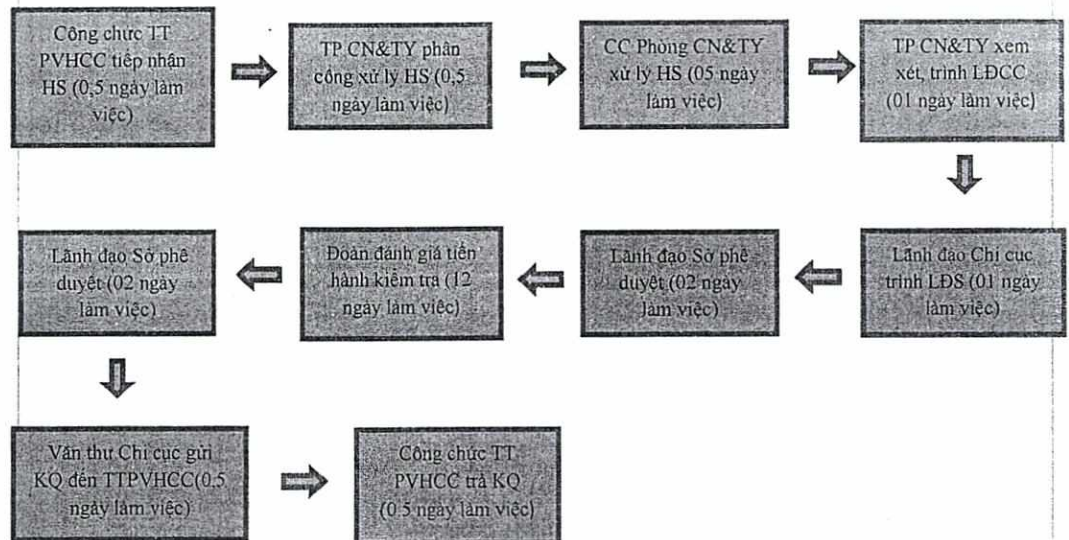 Công chức TT
PVHCC tiếp nhận
HS (0,5 ngày làm
việc)
TP CN&TY phân
công xử lý HS (0,5
ngày làm việc)
CC Phòng CN&TY
xử lý HS (05 ngày
làm việc)
TP CN&TY xem
xét, trình LĐCC
(01 ngày làm việc)
Lãnh đạo Chi cục
trình LĐS (01 ngày
làm việc)
Lãnh đạo Sở phê
duyệt (02 ngày
làm việc)
Đoàn đánh giá tiến
hành kiểm tra (12
ngày làm việc)
Lãnh đạo Sở phê
duyệt (02 ngày
làm việc)
Văn thư Chi cục gửi
KQ đến TTPVHCC(0.5
ngày làm việc)
Công chức TT
PVHCC trả KQ
(0.5 ngày làm việc)